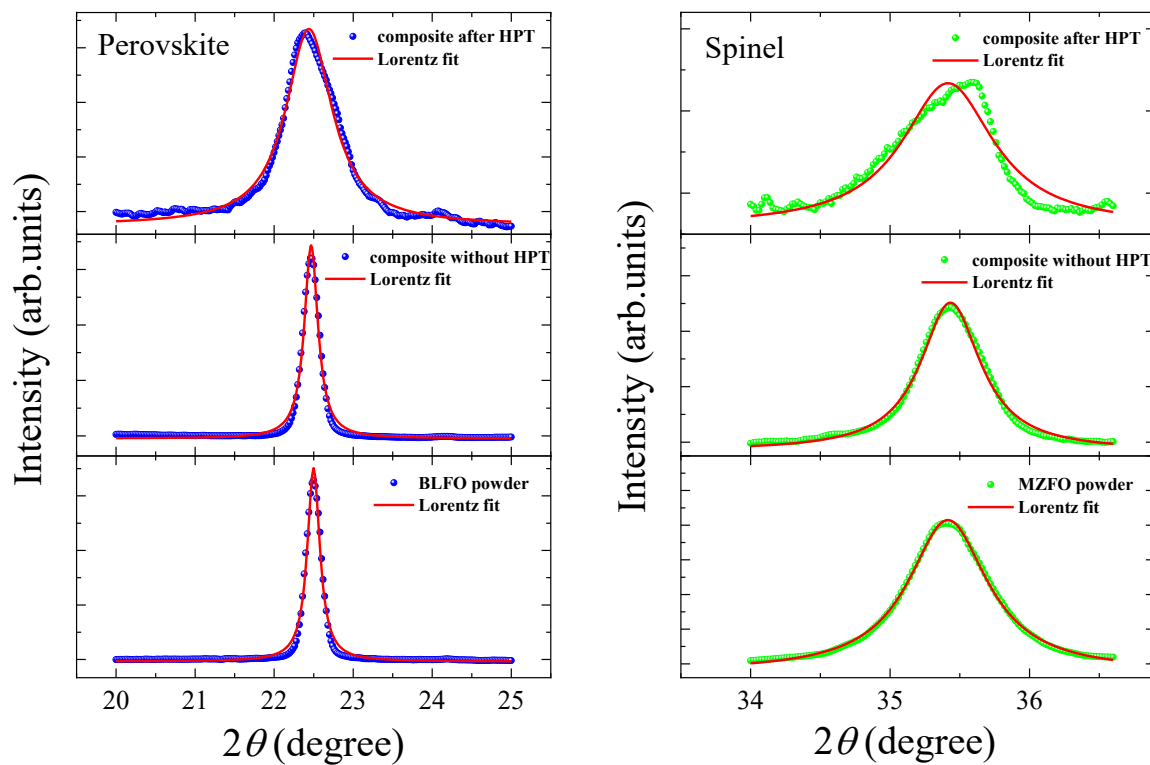 Perovskite
composite after HPT
Lorentz fit
composite without HPT
Lorentz fit
BLFO powder
Lorentz fit
Intensity (arb.units)
20 21 22 23 24 25
2θ (degree)
Spinel
composite after HPT
Lorentz fit
composite without HPT
Lorentz fit
MZFO powder
Lorentz fit
Intensity (arb.units)
34 35 36
2θ (degree)